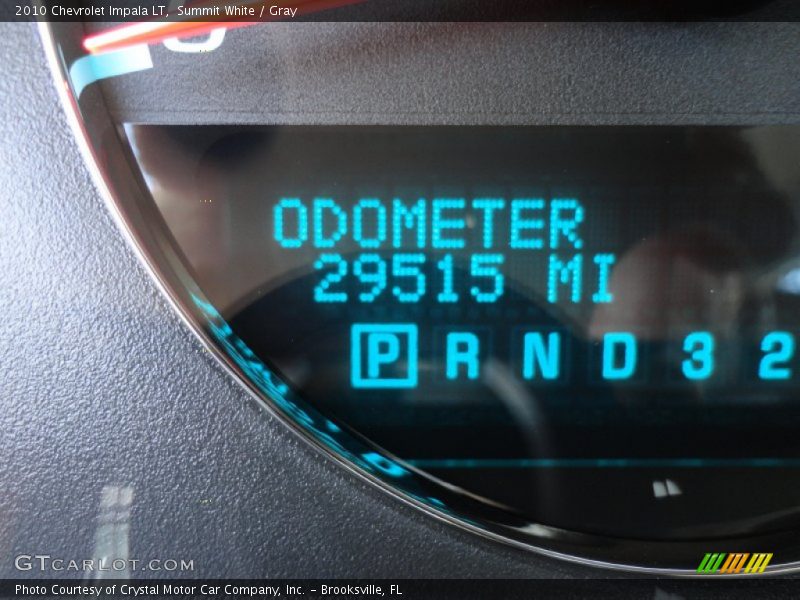 2010 Chevrolet Impala LT, Summit White / Gray
ODOMETER
29515 MI
P R N D 3 2
GTCARLOT.COM
Photo Courtesy of Crystal Motor Car Company, Inc. – Brooksville, FL